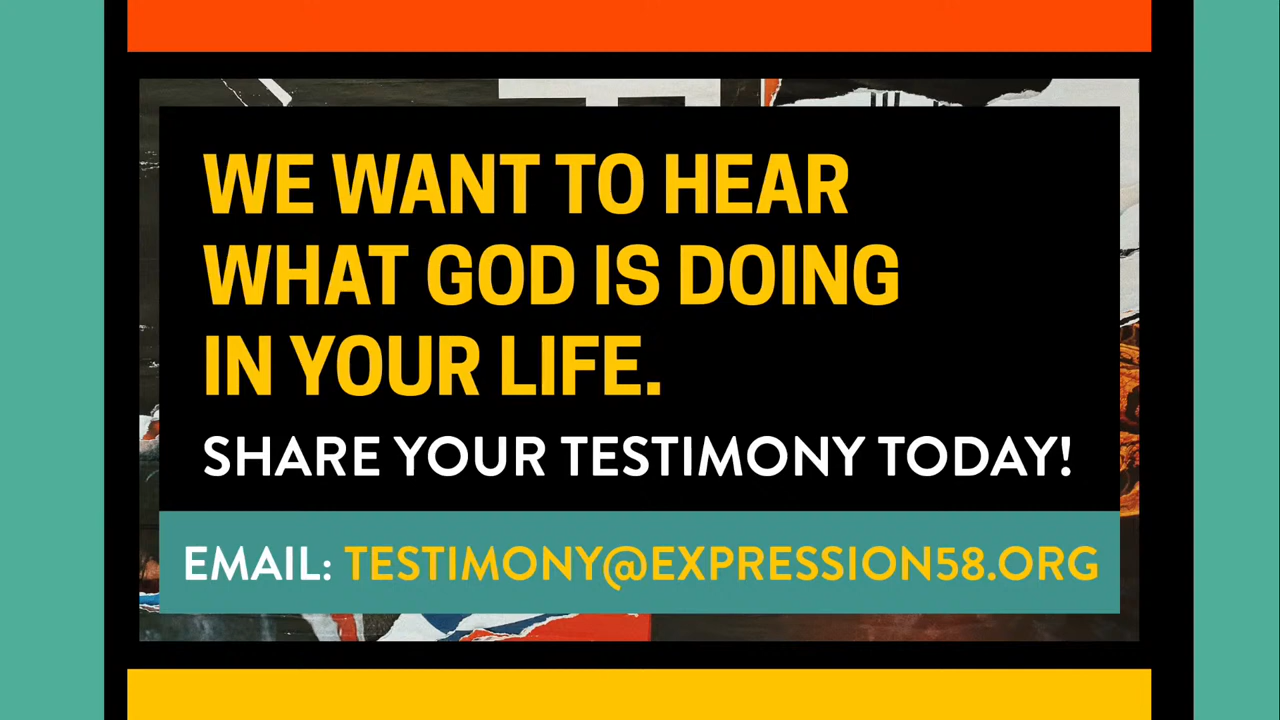 WE WANT TO HEAR
WHAT GOD IS DOING
IN YOUR LIFE.
SHARE YOUR TESTIMONY TODAY!
EMAIL: TESTIMONY@EXPRESSION58.ORG